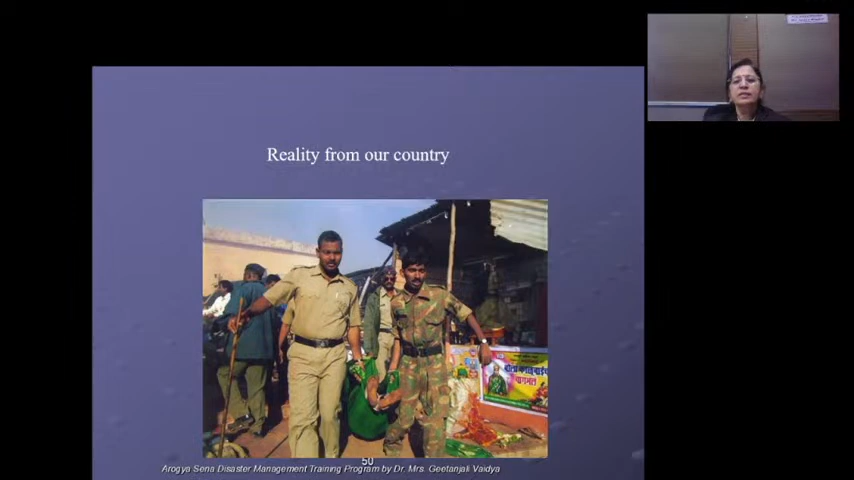 Reality from our country
50
Arogya Sena Disaster Management Training Program by Dr. Mrs. Geetanjali Vaidya